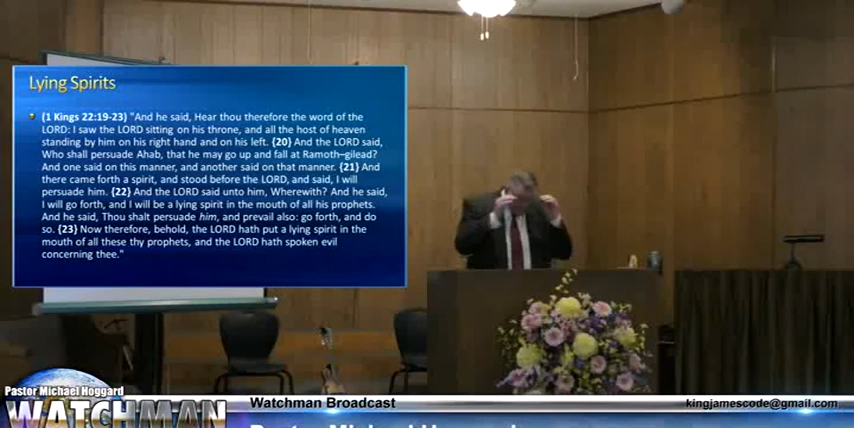 Lying Spirits
(1 Kings 22:19-23) "And he said, Hear thou therefore the word of the
LORD: I saw the LORD sitting on his throne, and all the host of heaven
standing by him on his right hand and on his left. {20} And the LORD said,
Who shall persuade Ahab, that he may go up and fall at Ramoth–gilead?
And one said on this manner, and another said on that manner. {21} And
there came forth a spirit, and stood before the LORD, and said, I will
persuade him. {22} And the LORD said unto him, Wherewith? And he said,
I will go forth, and I will be a lying spirit in the mouth of all his prophets.
And he said, Thou shalt persuade him, and prevail also: go forth, and do
so. {23} Now therefore, behold, the LORD hath put a lying spirit in the
mouth of all these thy prophets, and the LORD hath spoken evil
concerning thee."
Pastor Michael Hoggard
WATCHMAN
Watchman Broadcast
kingjamescode@gmail.com
Pastor Michael Hoggard